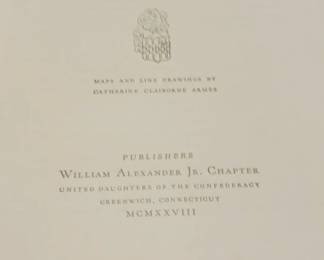 MAPS AND LINE DRAWINGS BY
CATHARINE CLAIBORNE ARMES
PUBLISHERS
WILLIAM ALEXANDER JR. CHAPTER
UNITED DAUGHTERS OF THE CONFEDERACY
GREENWICH, CONNECTICUT
MCMXXVIII